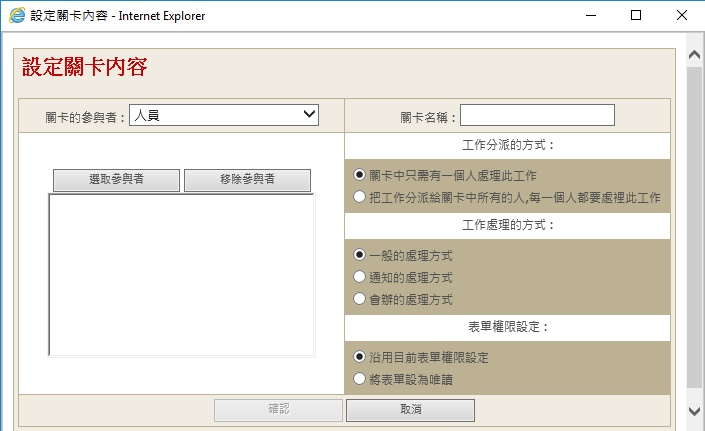 設定關卡內容 - Internet Explorer
設定關卡內容
關卡的參與者：人員
關卡名稱：
選取參與者
移除參與者
工作分派的方式：
關卡中只需有一個人處理此工作
把工作分派給關卡中所有的人,每一個人都要處裡此工作
工作處理的方式：
一般的處理方式
通知的處理方式
會辦的處理方式
表單權限設定：
沿用目前表單權限設定
將表單設為唯讀
確認
取消